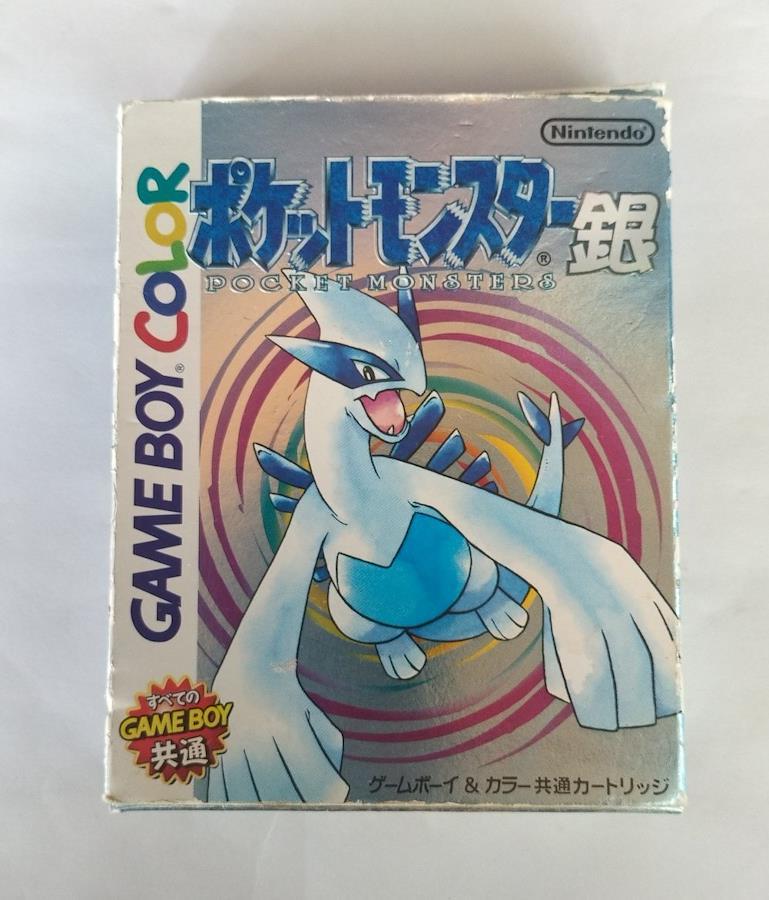 Nintendo®
ポケットモンスター®銀
POCKET MONSTERS
GAME BOY® COLOR
すべての
GAME BOY
共通
ゲームボーイ & カラー共通カートリッジ